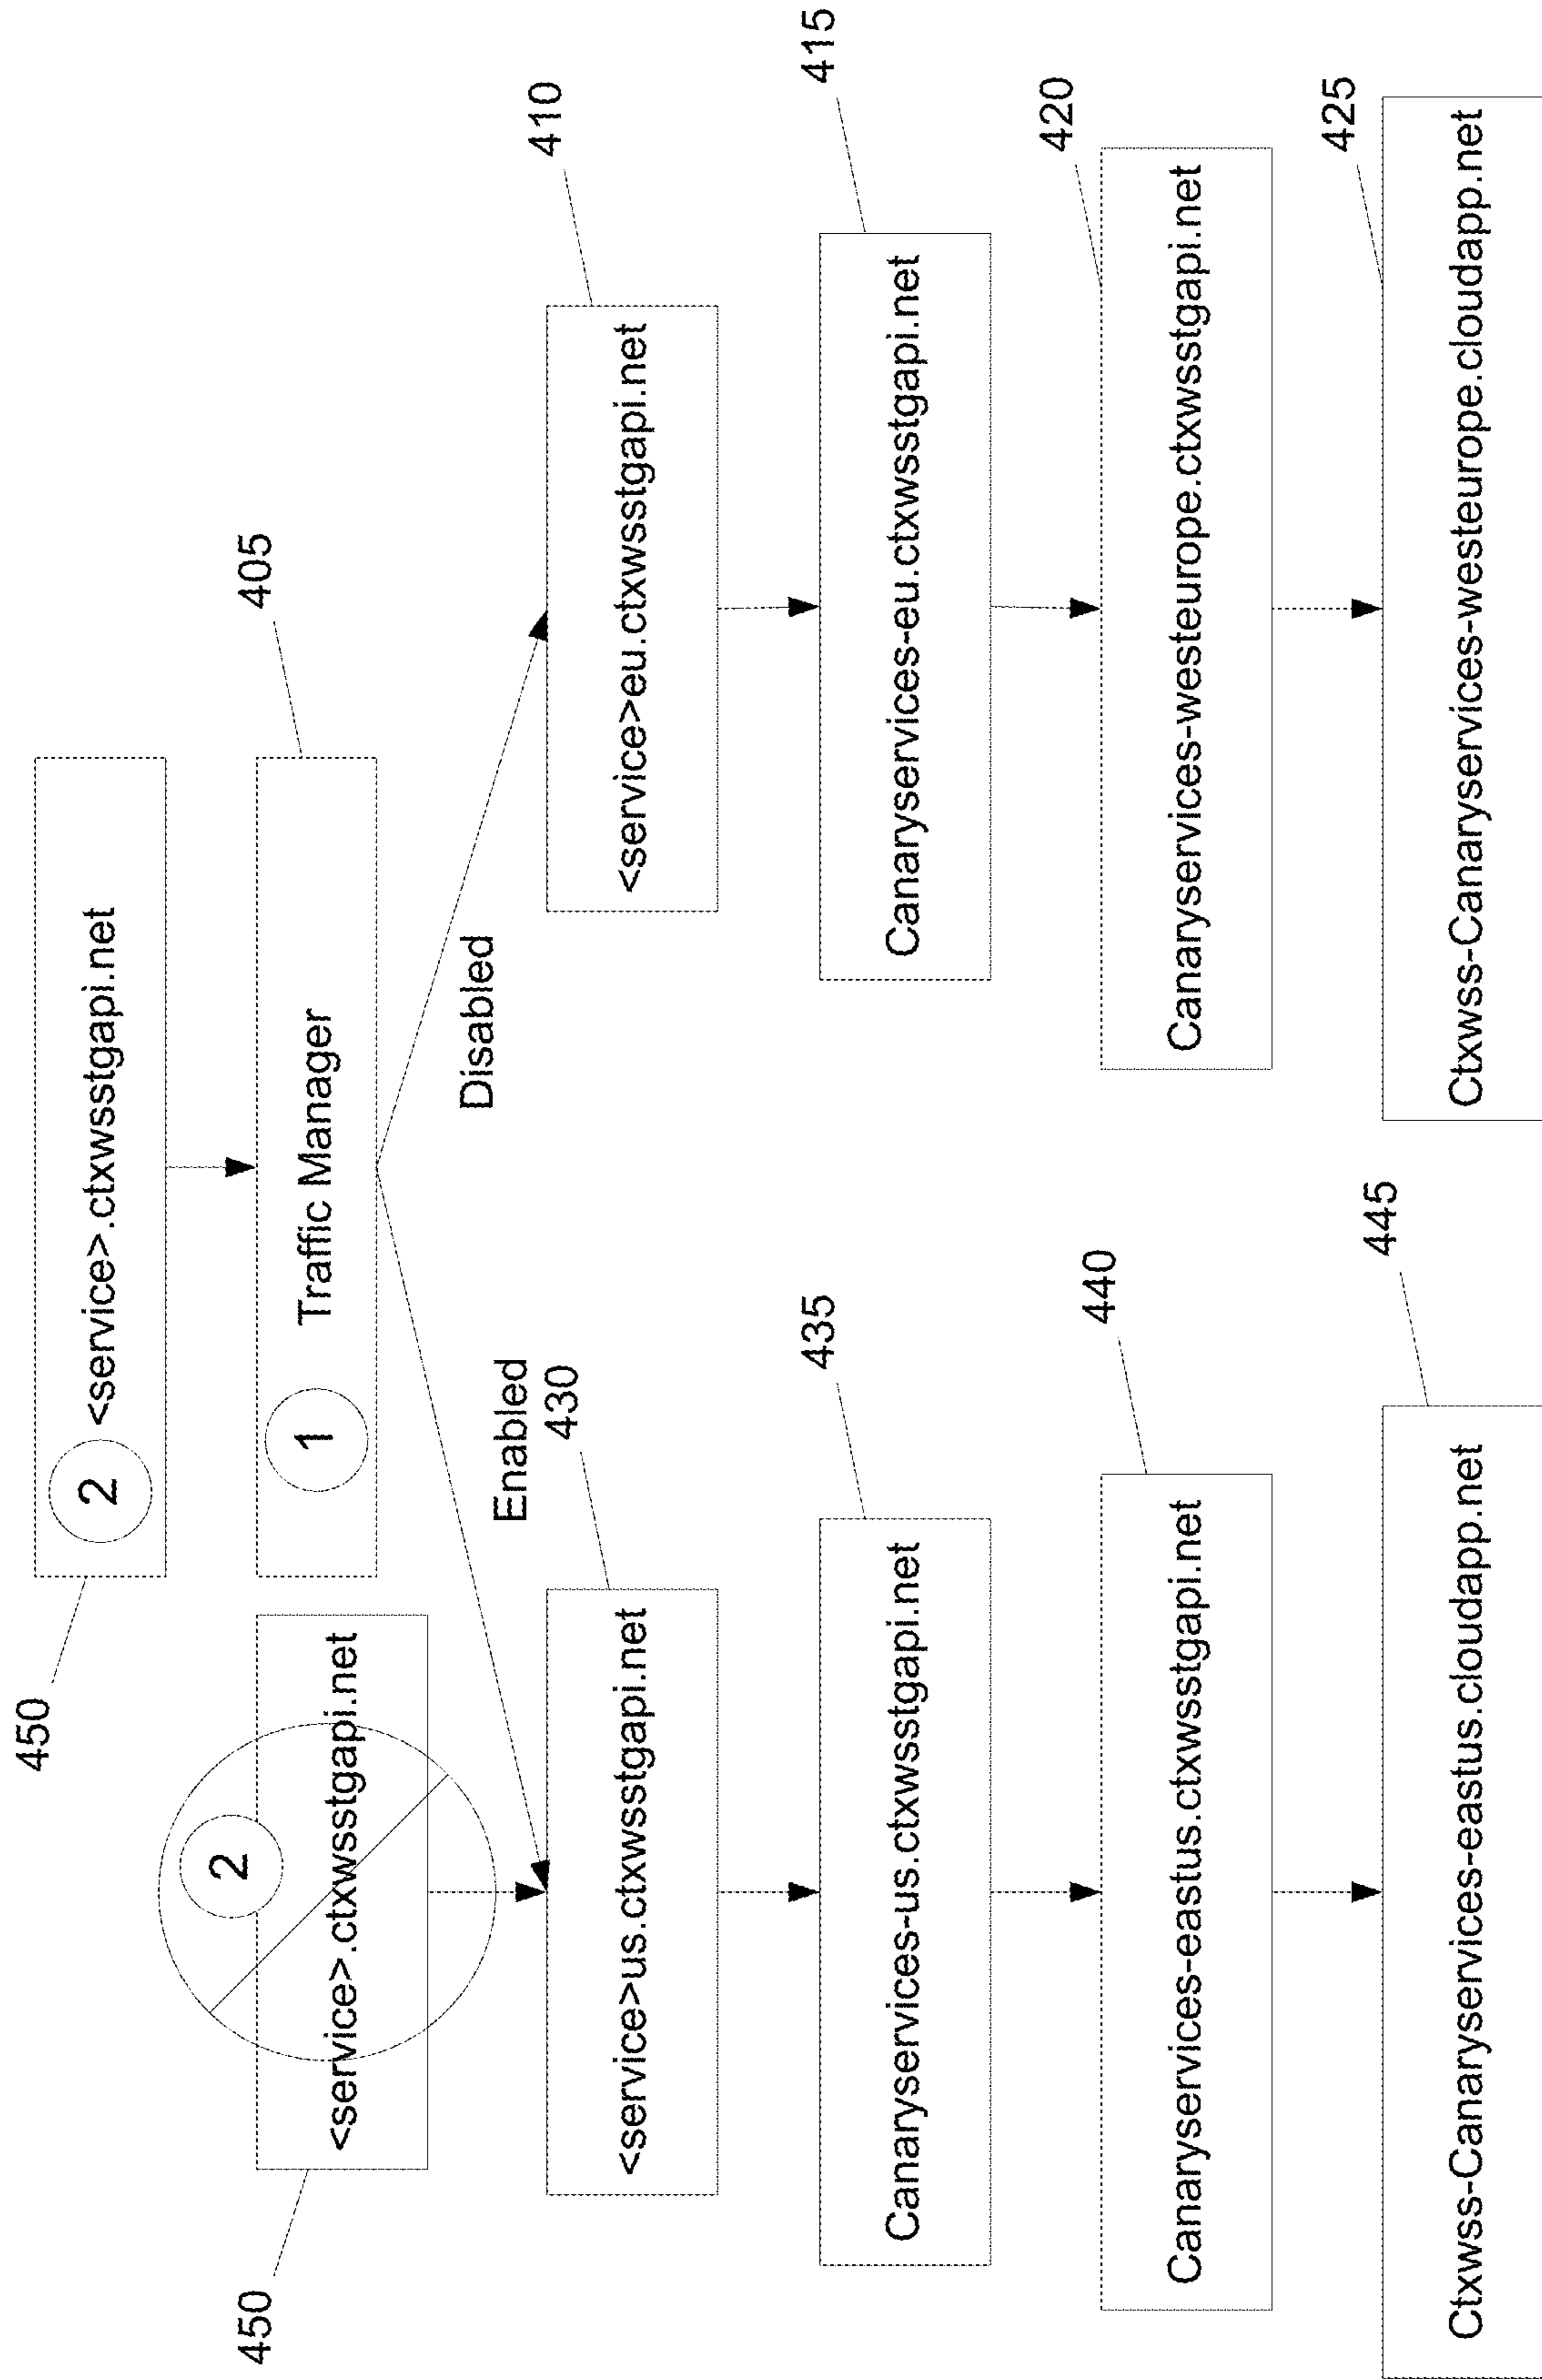 450
2 <service>.ctxwsstgapi.net
405
1 Traffic Manager
450
2
<service>.ctxwsstgapi.net
Enabled
Disabled
430
<service>us.ctxwsstgapi.net
410
<service>eu.ctxwsstgapi.net
435
Canaryservices-us.ctxwsstgapi.net
415
Canaryservices-eu.ctxwsstgapi.net
440
Canaryservices-eastus.ctxwsstgapi.net
420
Canaryservices-westeurope.ctxwsstgapi.net
445
Ctxwss-Canaryservices-eastus.cloudapp.net
425
Ctxwss-Canaryservices-westeurope.cloudapp.net